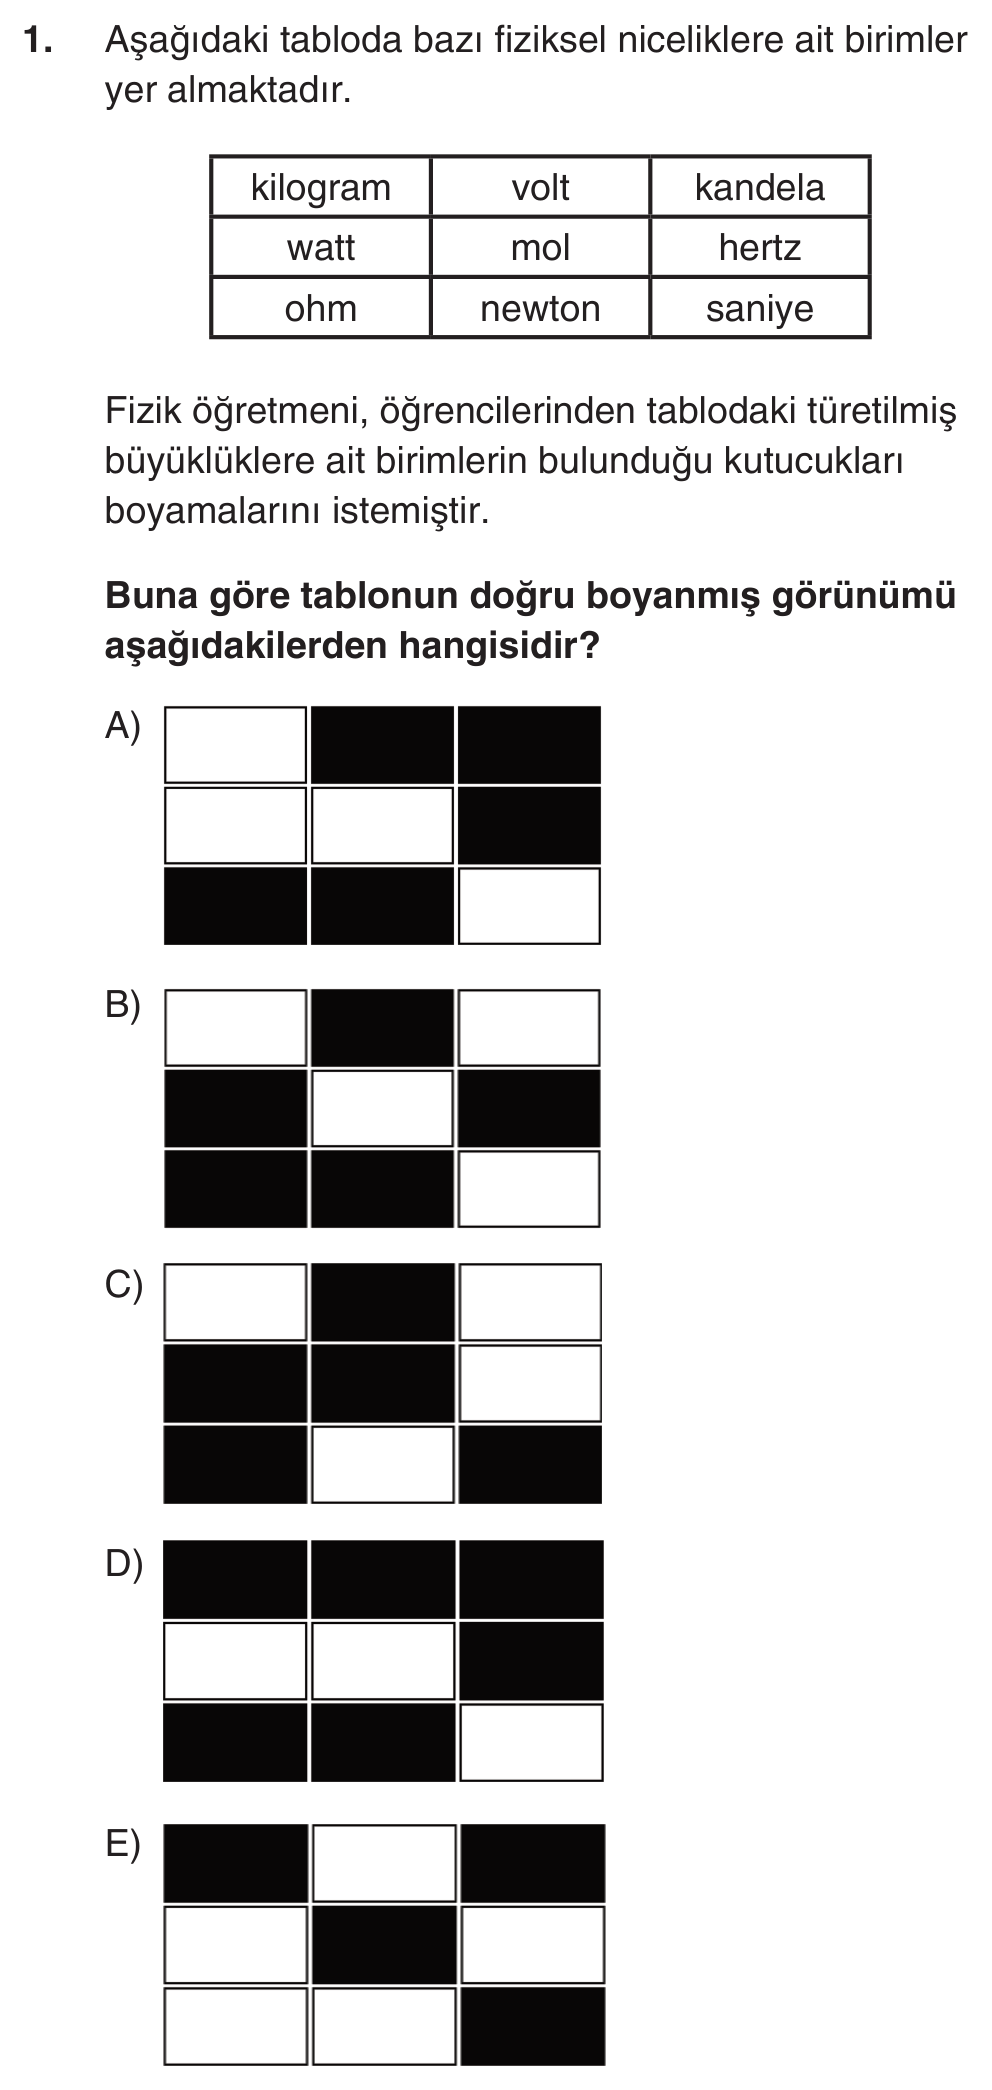 1. Aşağıdaki tabloda bazı fiziksel niceliklere ait birimler
yer almaktadır.
kilogram volt kandela
watt mol hertz
ohm newton saniye
Fizik öğretmeni, öğrencilerinden tablodaki türetilmiş
büyüklüklere ait birimlerin bulunduğu kutucukları
boyamalarını istemiştir.
Buna göre tablonun doğru boyanmış görünümü
aşağıdakilerden hangisidir?
A)
B)
C)
D)
E)